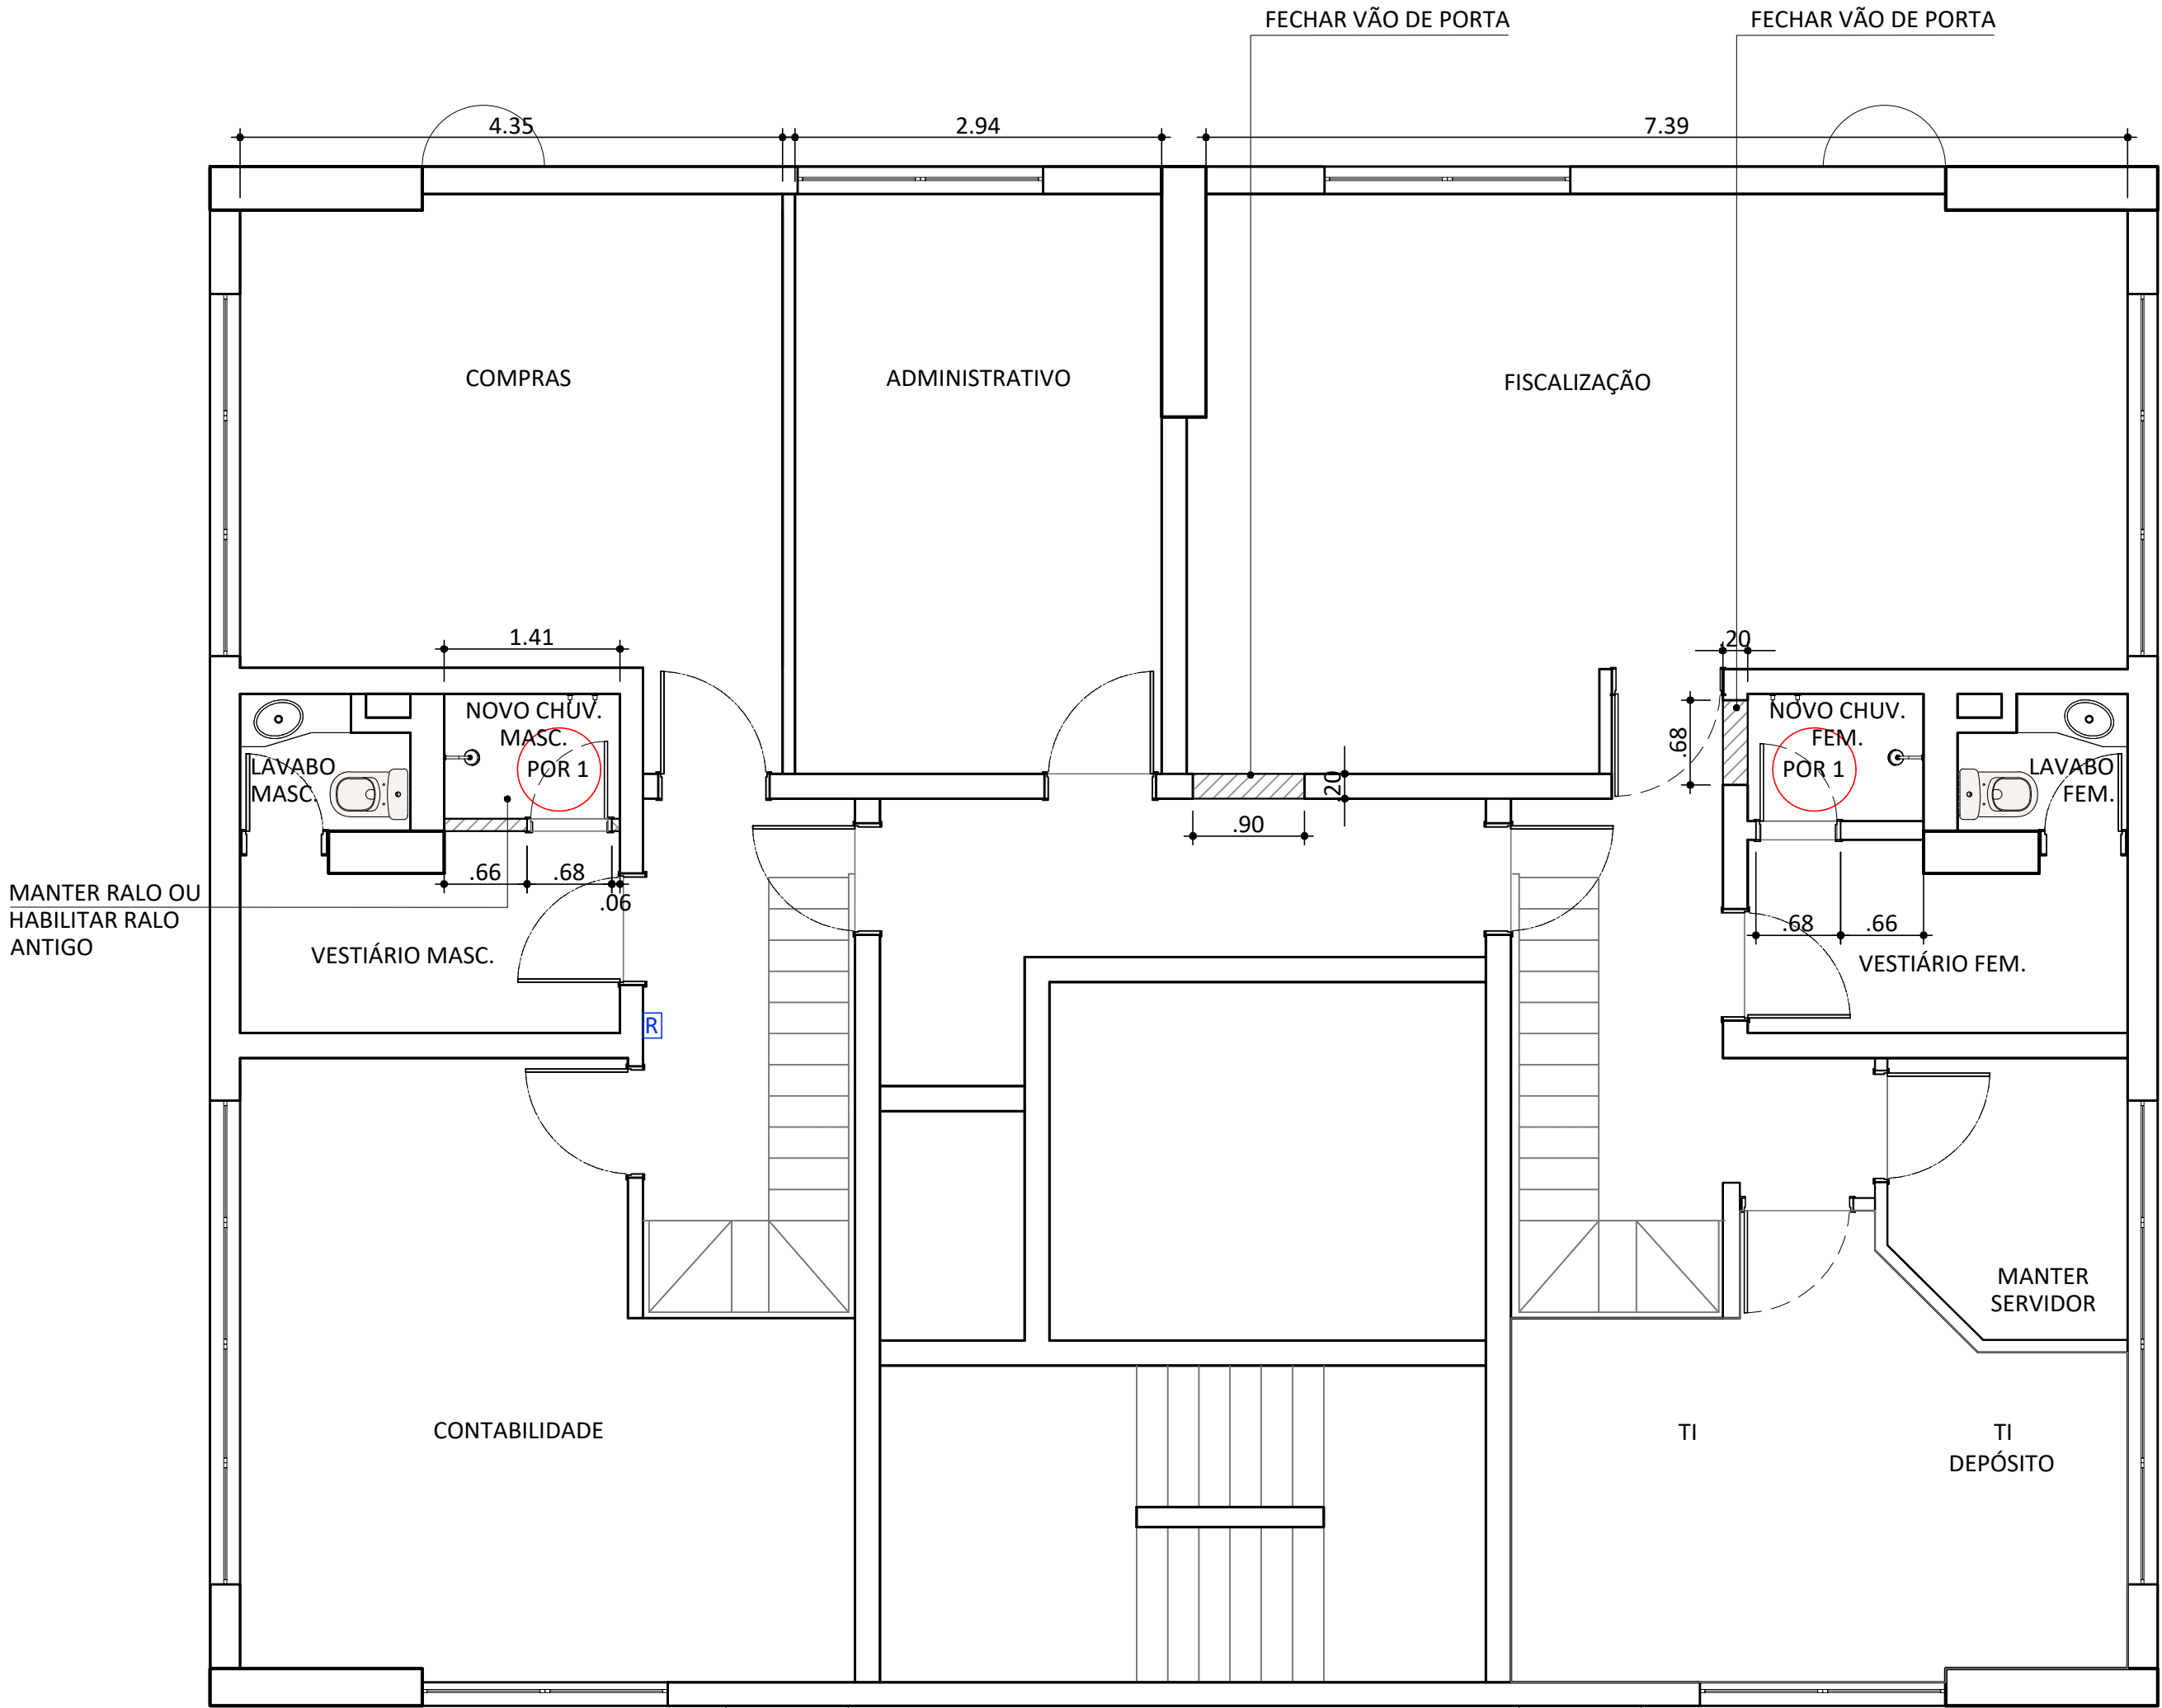 FECHAR VÃO DE PORTA
FECHAR VÃO DE PORTA
4.35
2.94
7.39
COMPRAS
ADMINISTRATIVO
FISCALIZAÇÃO
1.41
.20
NOVO CHUV.
MASC.
POR 1
LAVABO
MASC.
.68
NOVO CHUV.
FEM.
POR 1
LAVABO
FEM.
.20
.90
.66
.68
.06
MANTER RALO OU
HABILITAR RALO
ANTIGO
.68
.66
VESTIÁRIO MASC.
VESTIÁRIO FEM.
R
MANTER
SERVIDOR
CONTABILIDADE
TI
TI
DEPÓSITO